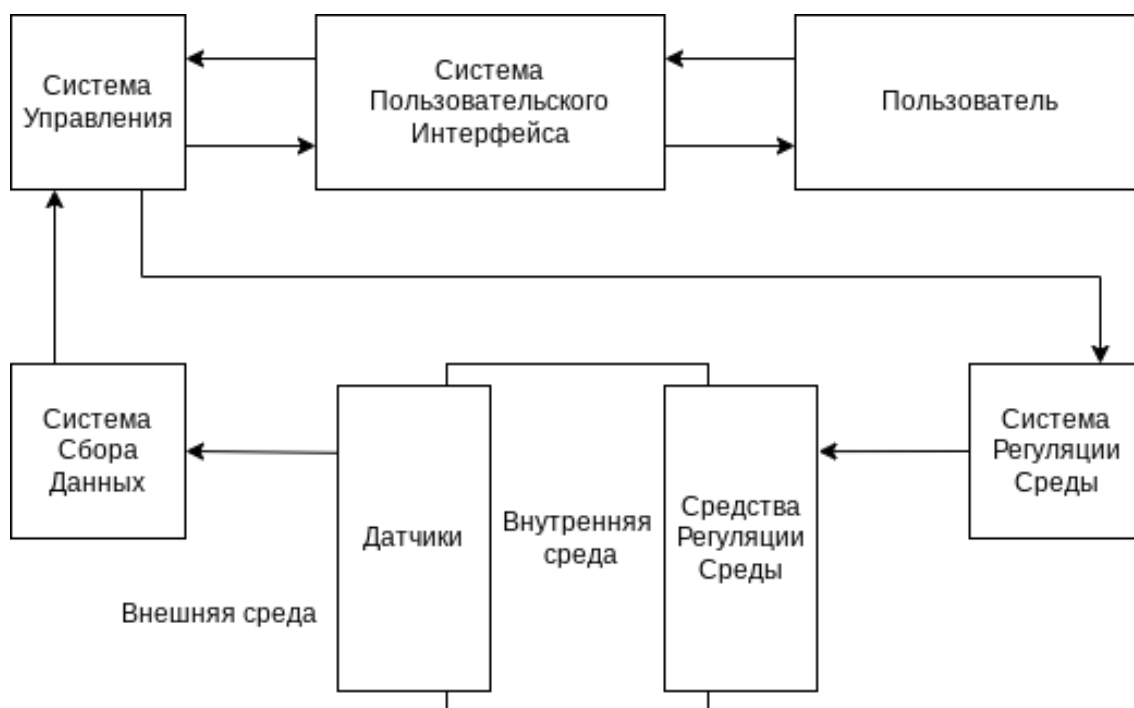 Система
Управления
Система
Пользовательского
Интерфейса
Пользователь
Система
Сбора
Данных
Датчики
Внутренняя
среда
Средства
Регуляции
Среды
Система
Регуляции
Среды
Внешняя среда